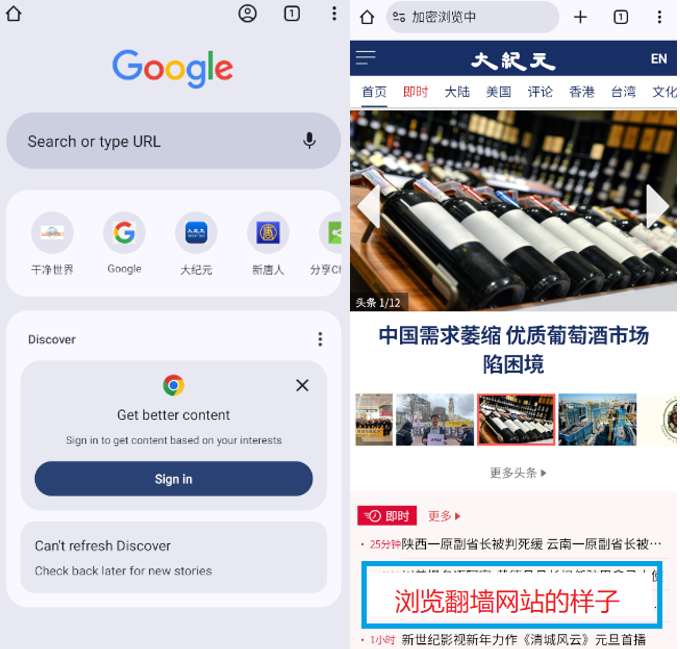 1
Google
Search or type URL
干净世界
Google
大纪元
新唐人
Discover
Get better content
Sign in to get content based on your interests
Sign in
Can't refresh Discover
Check back later for new stories
加密浏览中
1
大紀元
EN
首页 即时 大陆 美国 评论 香港 台湾 文化
头条 1/12
中国需求萎缩 优质葡萄酒市场
陷困境
更多头条
即时 更多
25分钟 陕西一原副省长被判死缓 云南一原副省长被…
浏览翻墙网站的样子
1小时 新世纪影视新年力作《清城风云》元旦首播